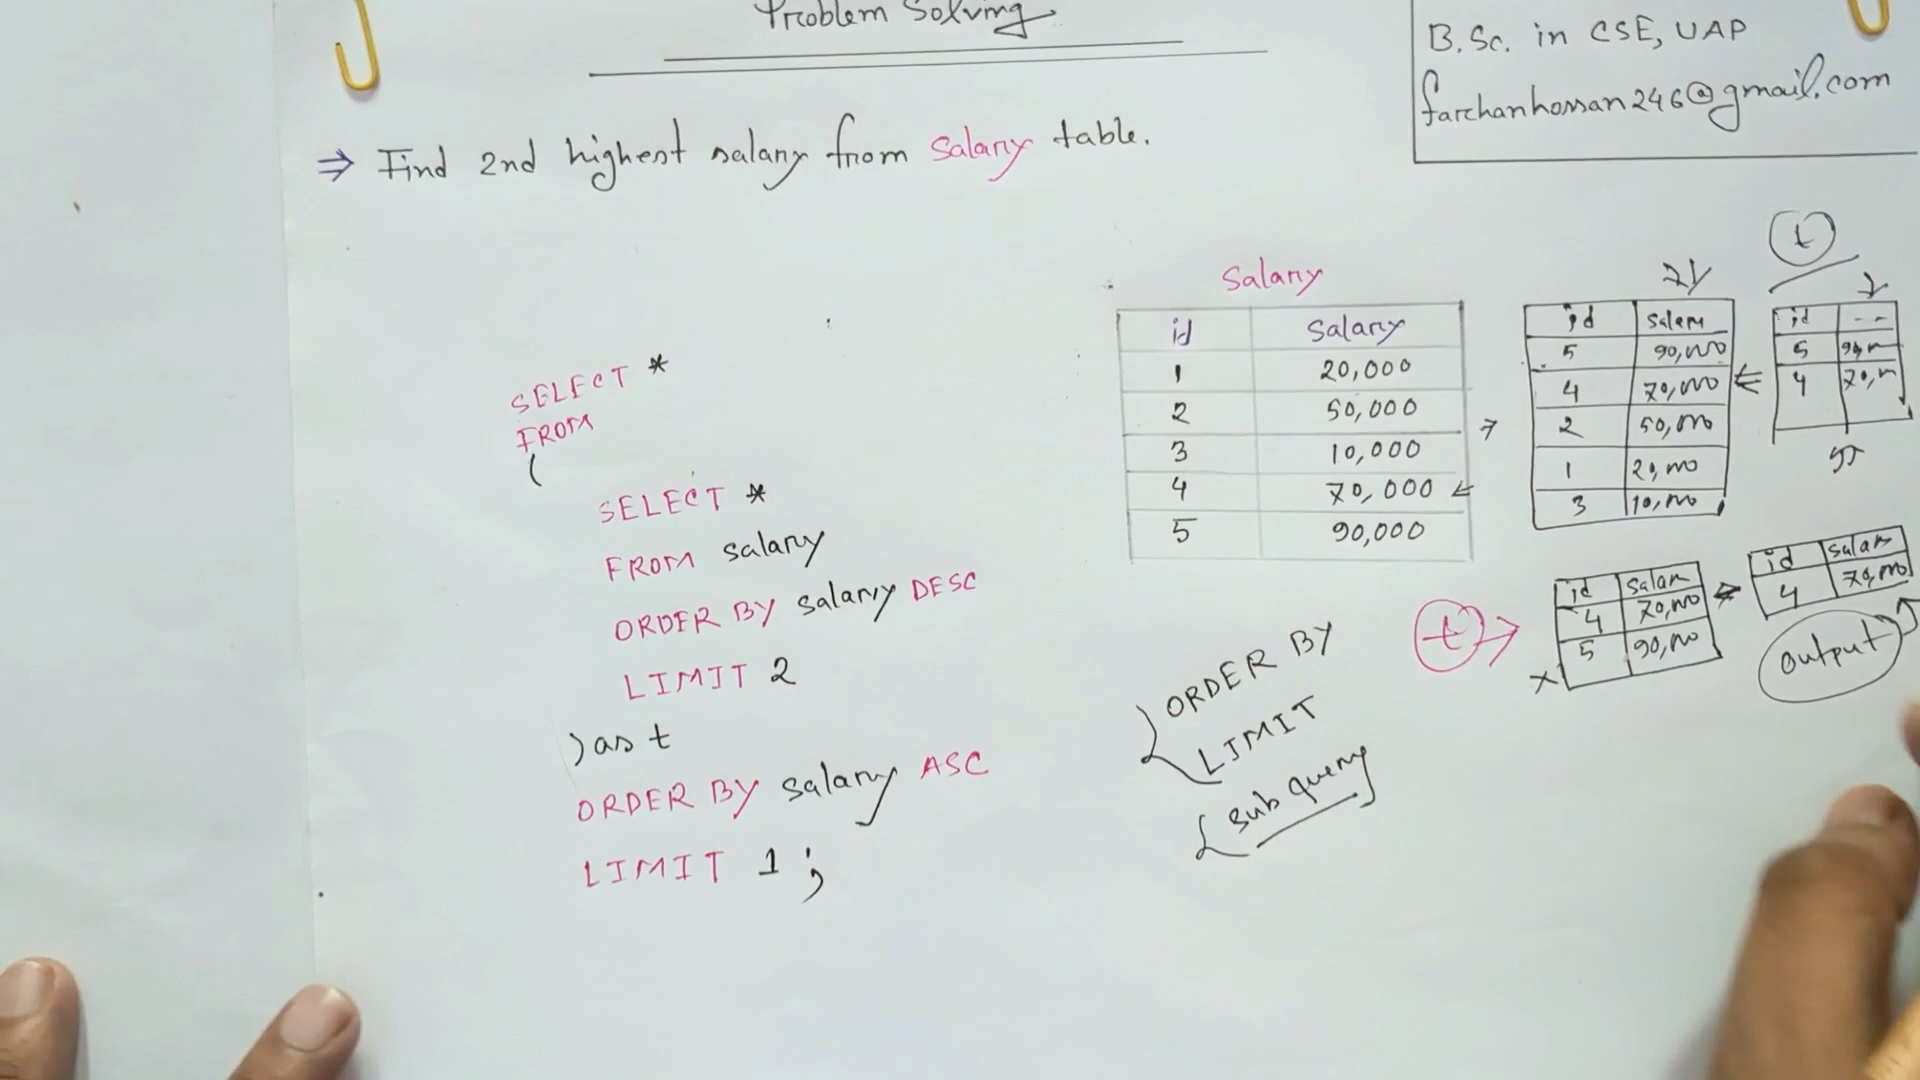 Problem Solving
B.Sc. in CSE, UAP
farhanhossan246@gmail.com
⇒ Find 2nd highest salary from Salary table.
SELECT *
FROM
(
SELECT *
FROM salary
ORDER BY salary DESC
LIMIT 2
) as t
ORDER BY salary ASC
LIMIT 1 ;
Salary
id Salary
1 20,000
2 50,000
3 10,000
4 70,000
5 90,000
id Salary
5 90,000
4 70,000
2 50,000
1 20,000
3 10,000
t
id --
5 90,
4 70,
ORDER BY
LIMIT
Sub query
t
id Salary
4 70,000
5 90,000
id Salary
4 70,000
Output